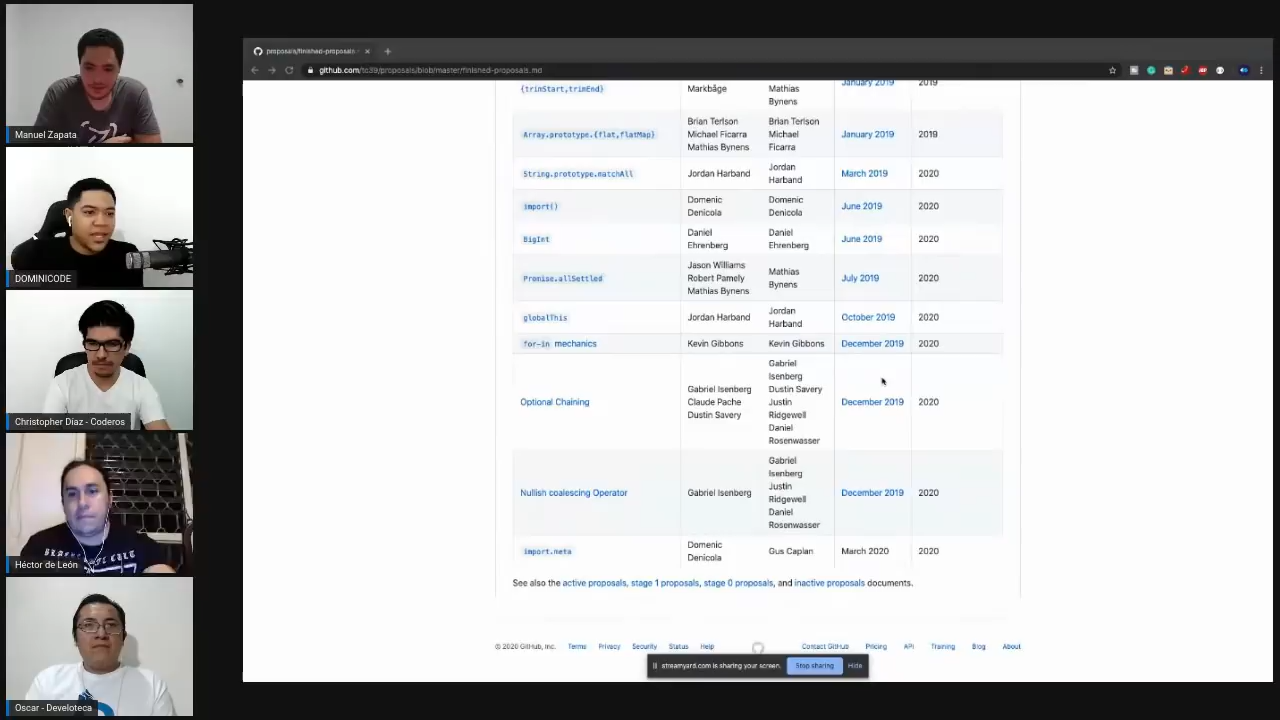 Manuel Zapata
DOMINICODE
Christopher Díaz - Coderos
Héctor de León
Oscar - Develoteca
proposals/finished-proposals.
github.com/tc39/proposals/blob/master/finished-proposals.md
{trimStart,trimEnd}
Markbåge
Mathias
Bynens
January 2019
2019
Array.prototype.{flat,flatMap}
Brian Terlson
Michael Ficarra
Mathias Bynens
Brian Terlson
Michael
Ficarra
January 2019
2019
String.prototype.matchAll
Jordan Harband
Jordan
Harband
March 2019
2020
import()
Domenic
Denicola
Domenic
Denicola
June 2019
2020
BigInt
Daniel
Ehrenberg
Daniel
Ehrenberg
June 2019
2020
Promise.allSettled
Jason Williams
Robert Pamely
Mathias Bynens
Mathias
Bynens
July 2019
2020
globalThis
Jordan Harband
Jordan
Harband
October 2019
2020
for-in mechanics
Kevin Gibbons
Kevin Gibbons
December 2019
2020
Optional Chaining
Gabriel Isenberg
Claude Pache
Dustin Savery
Gabriel
Isenberg
Dustin Savery
Justin
Ridgewell
Daniel
Rosenwasser
December 2019
2020
Nullish coalescing Operator
Gabriel Isenberg
Gabriel
Isenberg
Justin
Ridgewell
Daniel
Rosenwasser
December 2019
2020
import.meta
Domenic
Denicola
Gus Caplan
March 2020
2020
See also the active proposals, stage 1 proposals, stage 0 proposals, and inactive proposals documents.
© 2020 GitHub, Inc. Terms Privacy Security Status Help Contact GitHub Pricing API Training Blog About
streamyard.com is sharing your screen. Stop sharing Hide